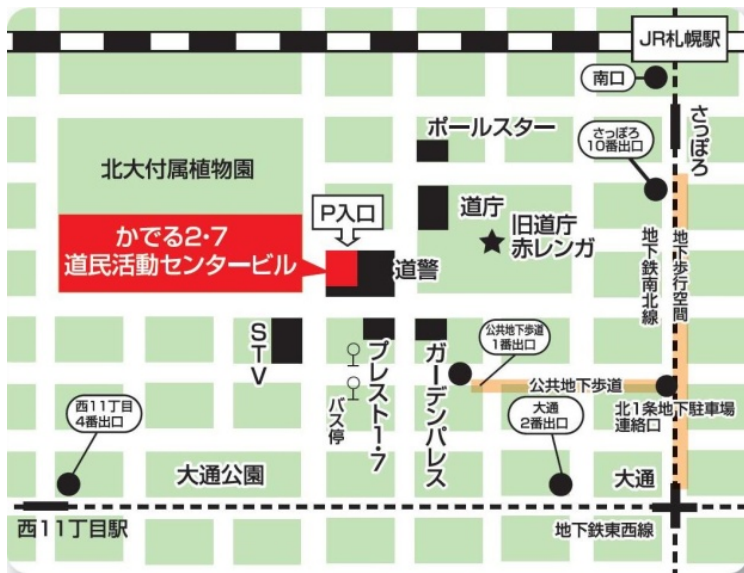 JR札幌駅
南口
さっぽろ
ポールスター
さっぽろ
10番出口
北大付属植物園
P入口
道庁
旧道庁
赤レンガ
かでる2・7
道民活動センタービル
道警
地下鉄南北線
地下歩行空間
STV
プレスト1・7
ガーデンパレス
公共地下歩道
1番出口
バス停
公共地下歩道
北1条地下駐車場
連絡口
西11丁目
4番出口
大通
2番出口
大通公園
大通
西11丁目駅
地下鉄東西線